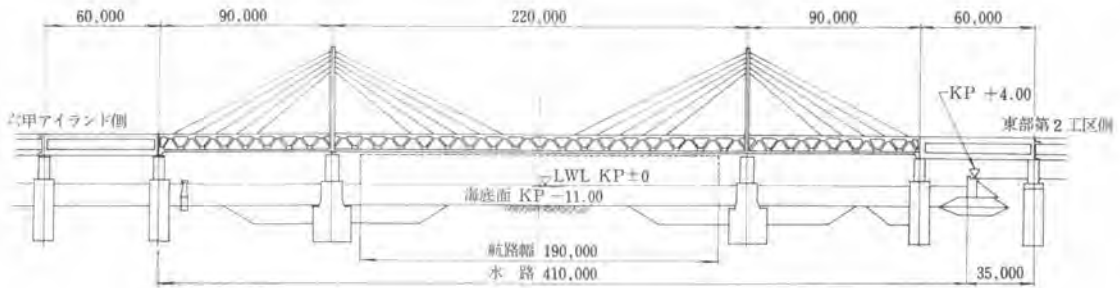 60,000 90,000 220,000 90,000 60,000
KP +4.00
六甲アイランド側
東部第2工区側
LWL KP±0
海底面 KP −11.00
航路幅 190,000
水 路 410,000
35,000